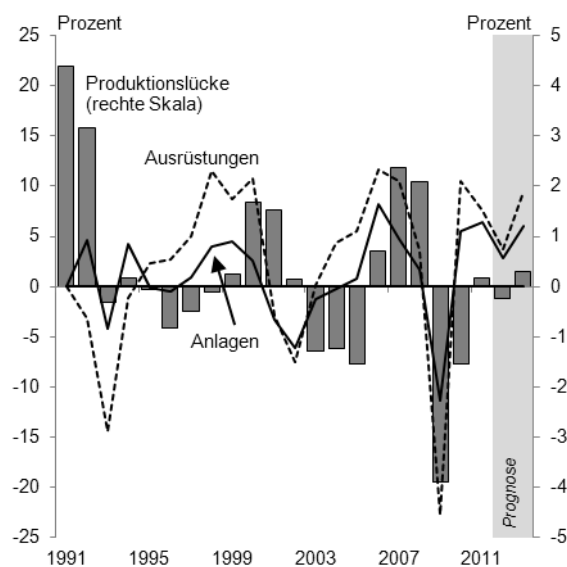 Prozent Prozent
25 5
20 4
15 3
10 2
5 1
0 0
-5 -1
-10 -2
-15 -3
-20 -4
-25 -5
Produktionslücke
(rechte Skala)
Ausrüstungen
Anlagen
Prognose
1991 1995 1999 2003 2007 2011